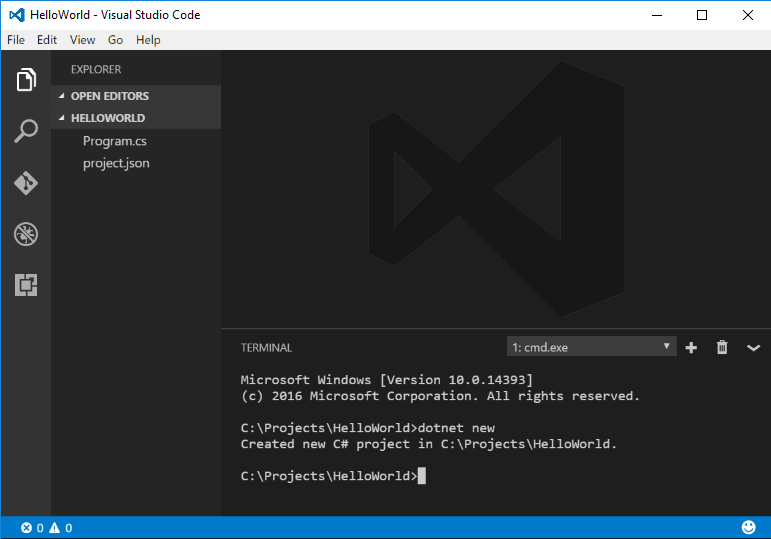 HelloWorld - Visual Studio Code
File Edit View Go Help
EXPLORER
OPEN EDITORS
HELLOWORLD
Program.cs
project.json
TERMINAL
1: cmd.exe
Microsoft Windows [Version 10.0.14393]
(c) 2016 Microsoft Corporation. All rights reserved.
C:\Projects\HelloWorld>dotnet new
Created new C# project in C:\Projects\HelloWorld.
C:\Projects\HelloWorld>
0 0